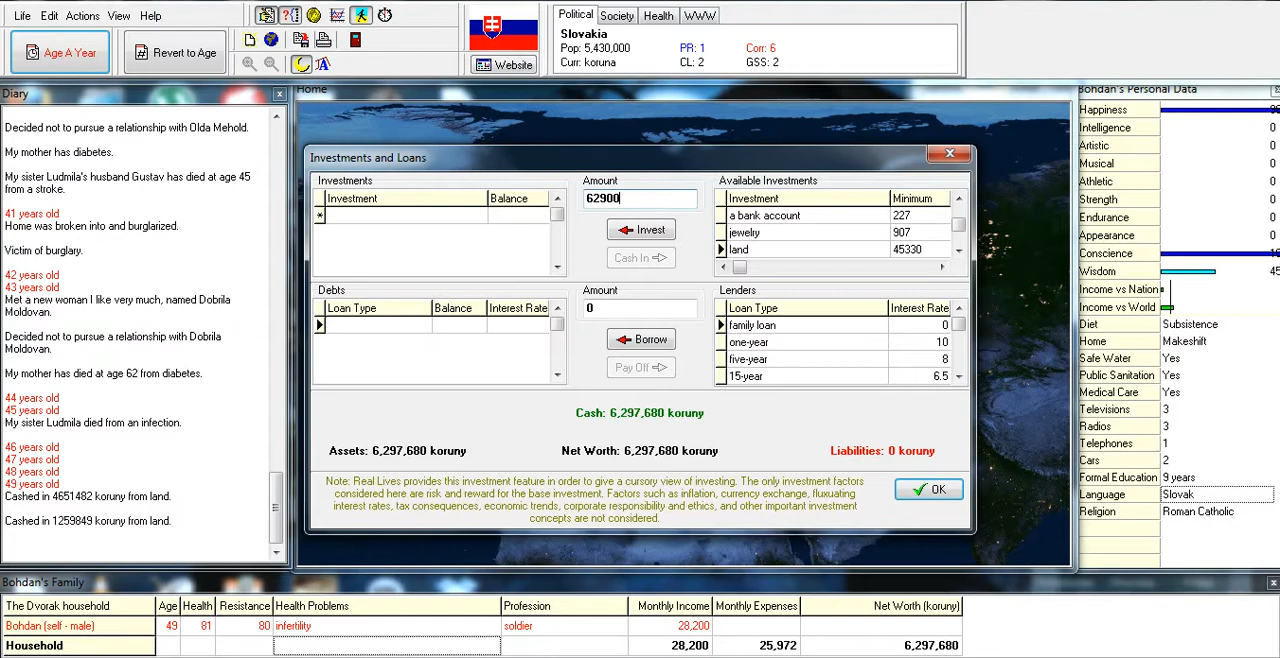 Life Edit Actions View Help
Age A Year
Revert to Age
Website
Political Society Health WWW
Slovakia
Pop: 5,430,000 PR: 1 Corr: 6
Curr: koruna CL: 2 GSS: 2
Diary
Decided not to pursue a relationship with Olda Mehold.
My mother has diabetes.
My sister Ludmila's husband Gustav has died at age 45
from a stroke.
41 years old
Home was broken into and burglarized.
Victim of burglary.
42 years old
43 years old
Met a new woman I like very much, named Dobrila
Moldovan.
Decided not to pursue a relationship with Dobrila
Moldovan.
My mother has died at age 62 from diabetes.
44 years old
45 years old
My sister Ludmila died from an infection.
46 years old
47 years old
48 years old
49 years old
Cashed in 4651482 koruny from land.
Cashed in 1259849 koruny from land.
Home
Investments and Loans
Investments
Investment Balance
Amount
62900
Invest
Cash In
Available Investments
Investment Minimum
a bank account 227
jewelry 907
land 45330
Debts
Loan Type Balance Interest Rate
Amount
0
Borrow
Pay Off
Lenders
Loan Type Interest Rate
family loan 0
one-year 10
five-year 8
15-year 6.5
Cash: 6,297,680 koruny
Assets: 6,297,680 koruny Net Worth: 6,297,680 koruny Liabilities: 0 koruny
Note: Real Lives provides this investment feature in order to give a cursory view of investing. The only investment factors
considered here are risk and reward for the base investment. Factors such as inflation, currency exchange, fluxuating
interest rates, tax consequences, economic trends, corporate responsibility and ethics, and other important investment
concepts are not considered.
OK
Bohdan's Personal Data
Happiness
Intelligence 0
Artistic 0
Musical 0
Athletic 0
Strength 0
Endurance 0
Appearance 0
Conscience
Wisdom 45
Income vs Nation
Income vs World
Diet Subsistence
Home Makeshift
Safe Water Yes
Public Sanitation Yes
Medical Care Yes
Televisions 3
Radios 3
Telephones 1
Cars 2
Formal Education 9 years
Language Slovak
Religion Roman Catholic
Bohdan's Family
The Dvorak household Age Health Resistance Health Problems Profession Monthly Income Monthly Expenses Net Worth (koruny)
Bohdan (self - male) 49 81 80 infertility soldier 28,200
Household 28,200 25,972 6,297,680